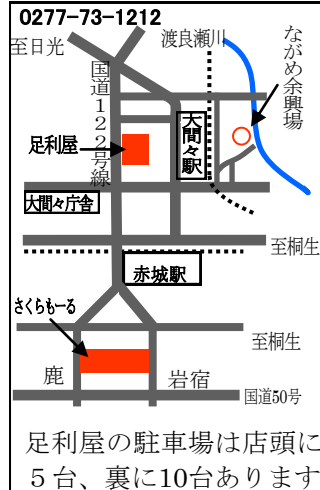 0277-73-1212
至日光
渡良瀬川
ながめ余興場
国道122号線
大間々駅
足利屋
大間々庁舎
至桐生
赤城駅
さくらもーる
至桐生
鹿
岩宿
国道50号
足利屋の駐車場は店頭に
5台、裏に10台あります